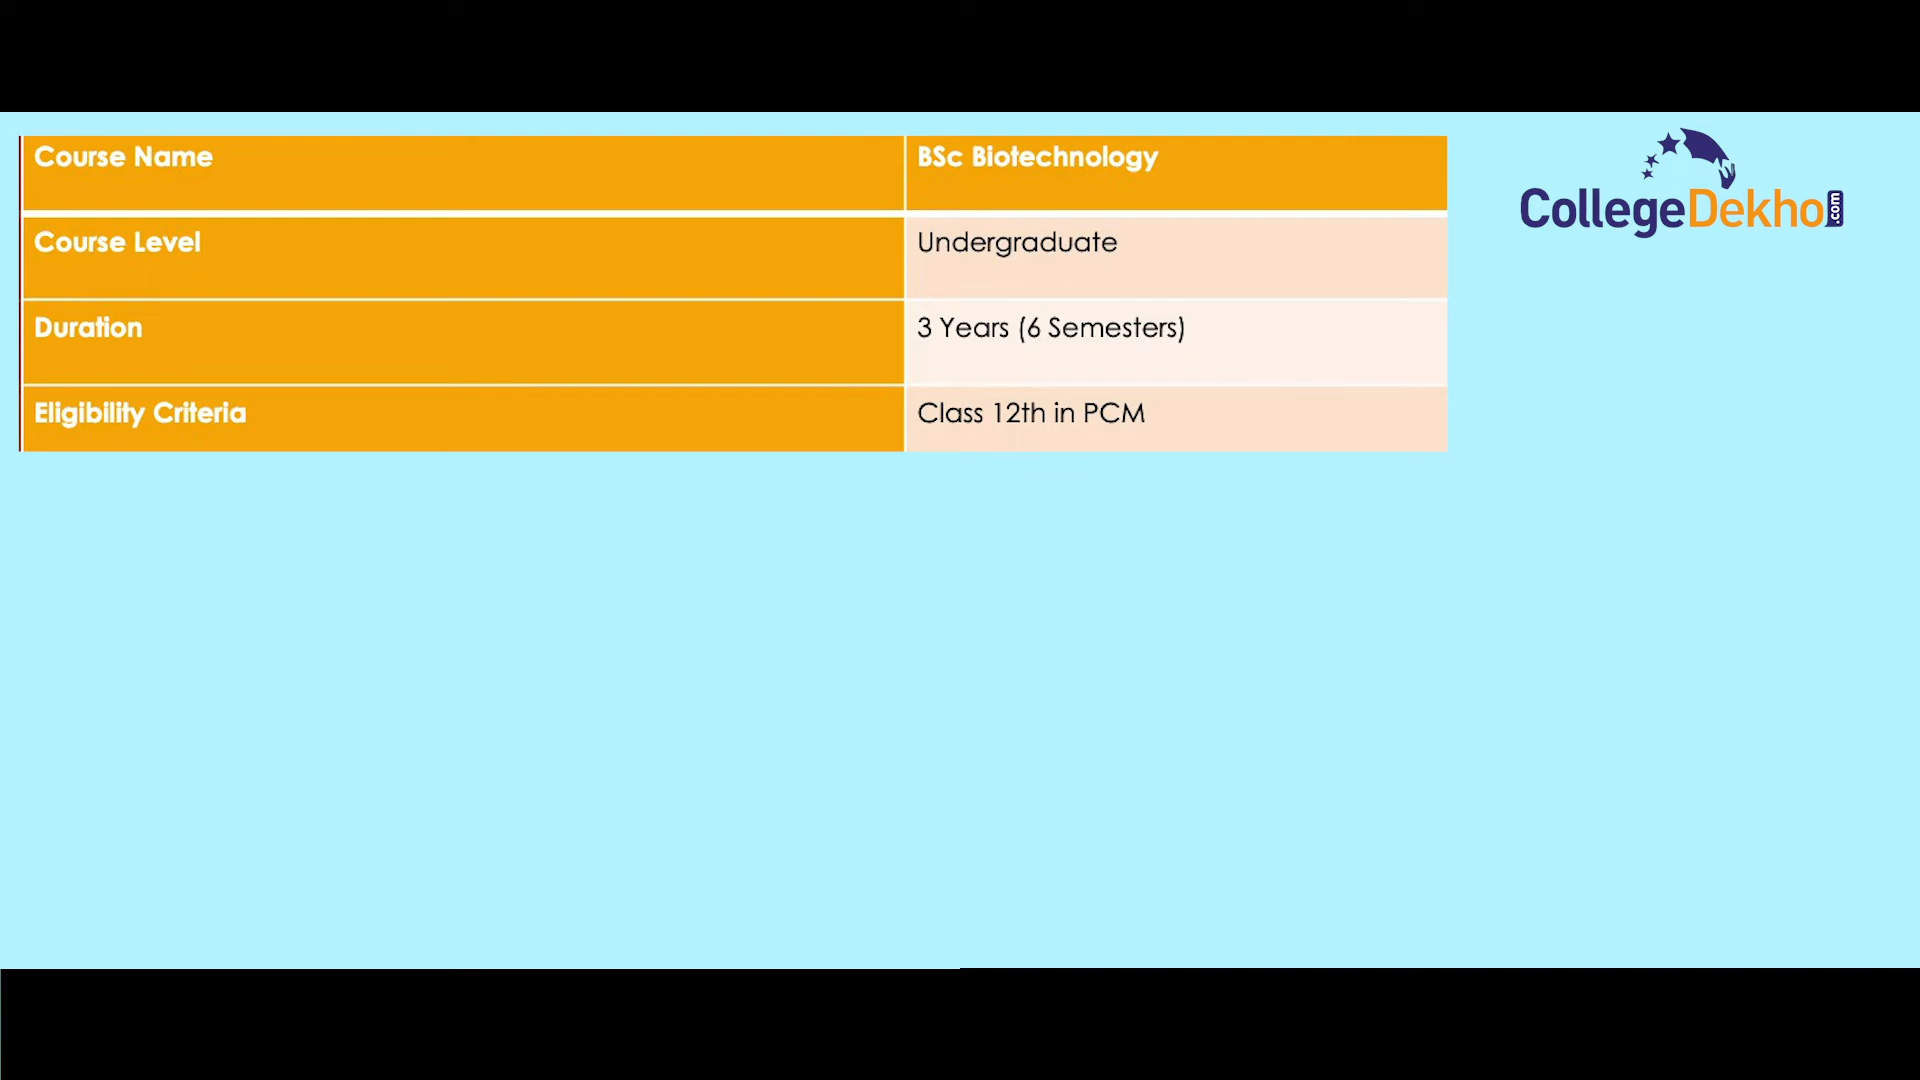 Course Name BSc Biotechnology
Course Level Undergraduate
Duration 3 Years (6 Semesters)
Eligibility Criteria Class 12th in PCM
CollegeDekho.com